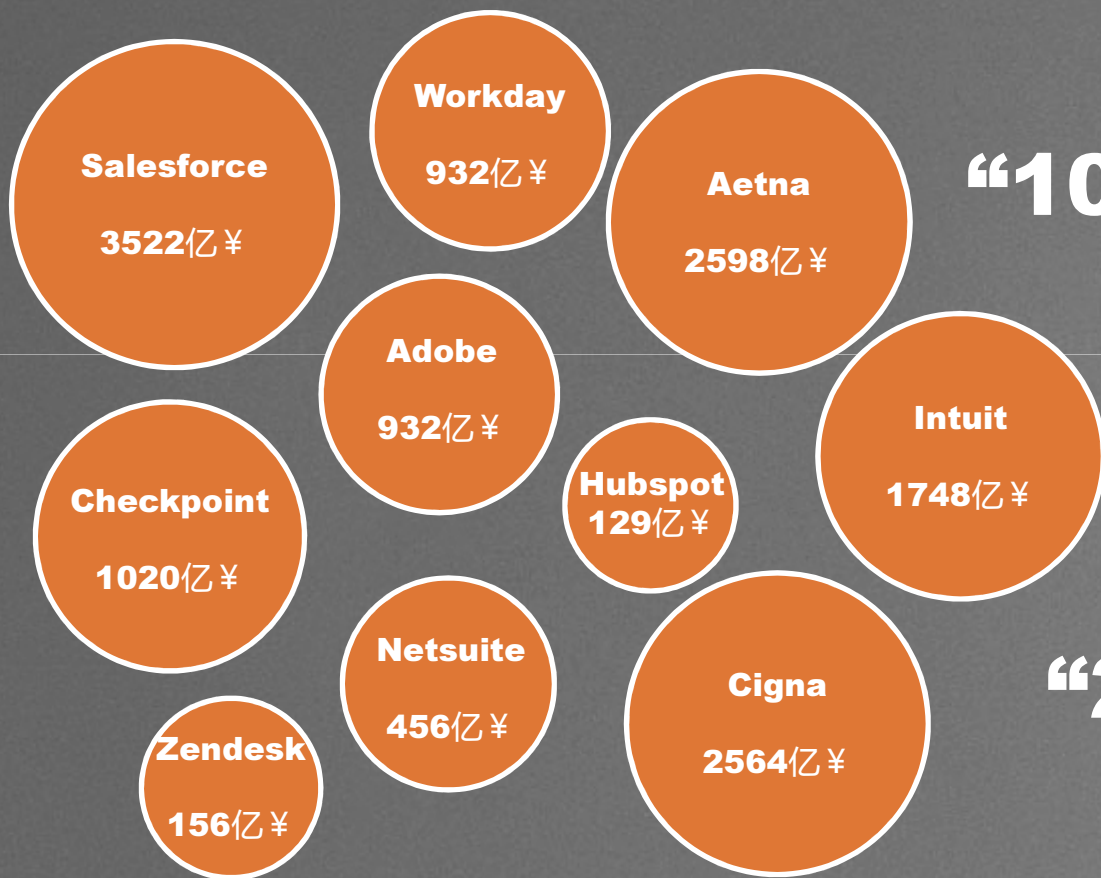 Workday
932亿¥
Salesforce
3522亿¥
Aetna
2598亿¥
“10
Adobe
932亿¥
Intuit
1748亿¥
Hubspot
129亿¥
Checkpoint
1020亿¥
Netsuite
456亿¥
Cigna
2564亿¥
Zendesk
156亿¥